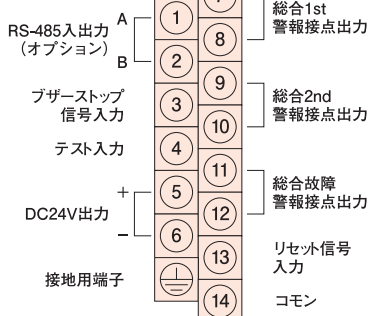 RS-485入出力
(オプション)
A
B
ブザーストップ
信号入力
テスト入力
DC24V出力
+
−
接地用端子
1
2
3
4
5
6
8
9
10
11
12
13
14
総合1st
警報接点出力
総合2nd
警報接点出力
総合故障
警報接点出力
リセット信号
入力
コモン